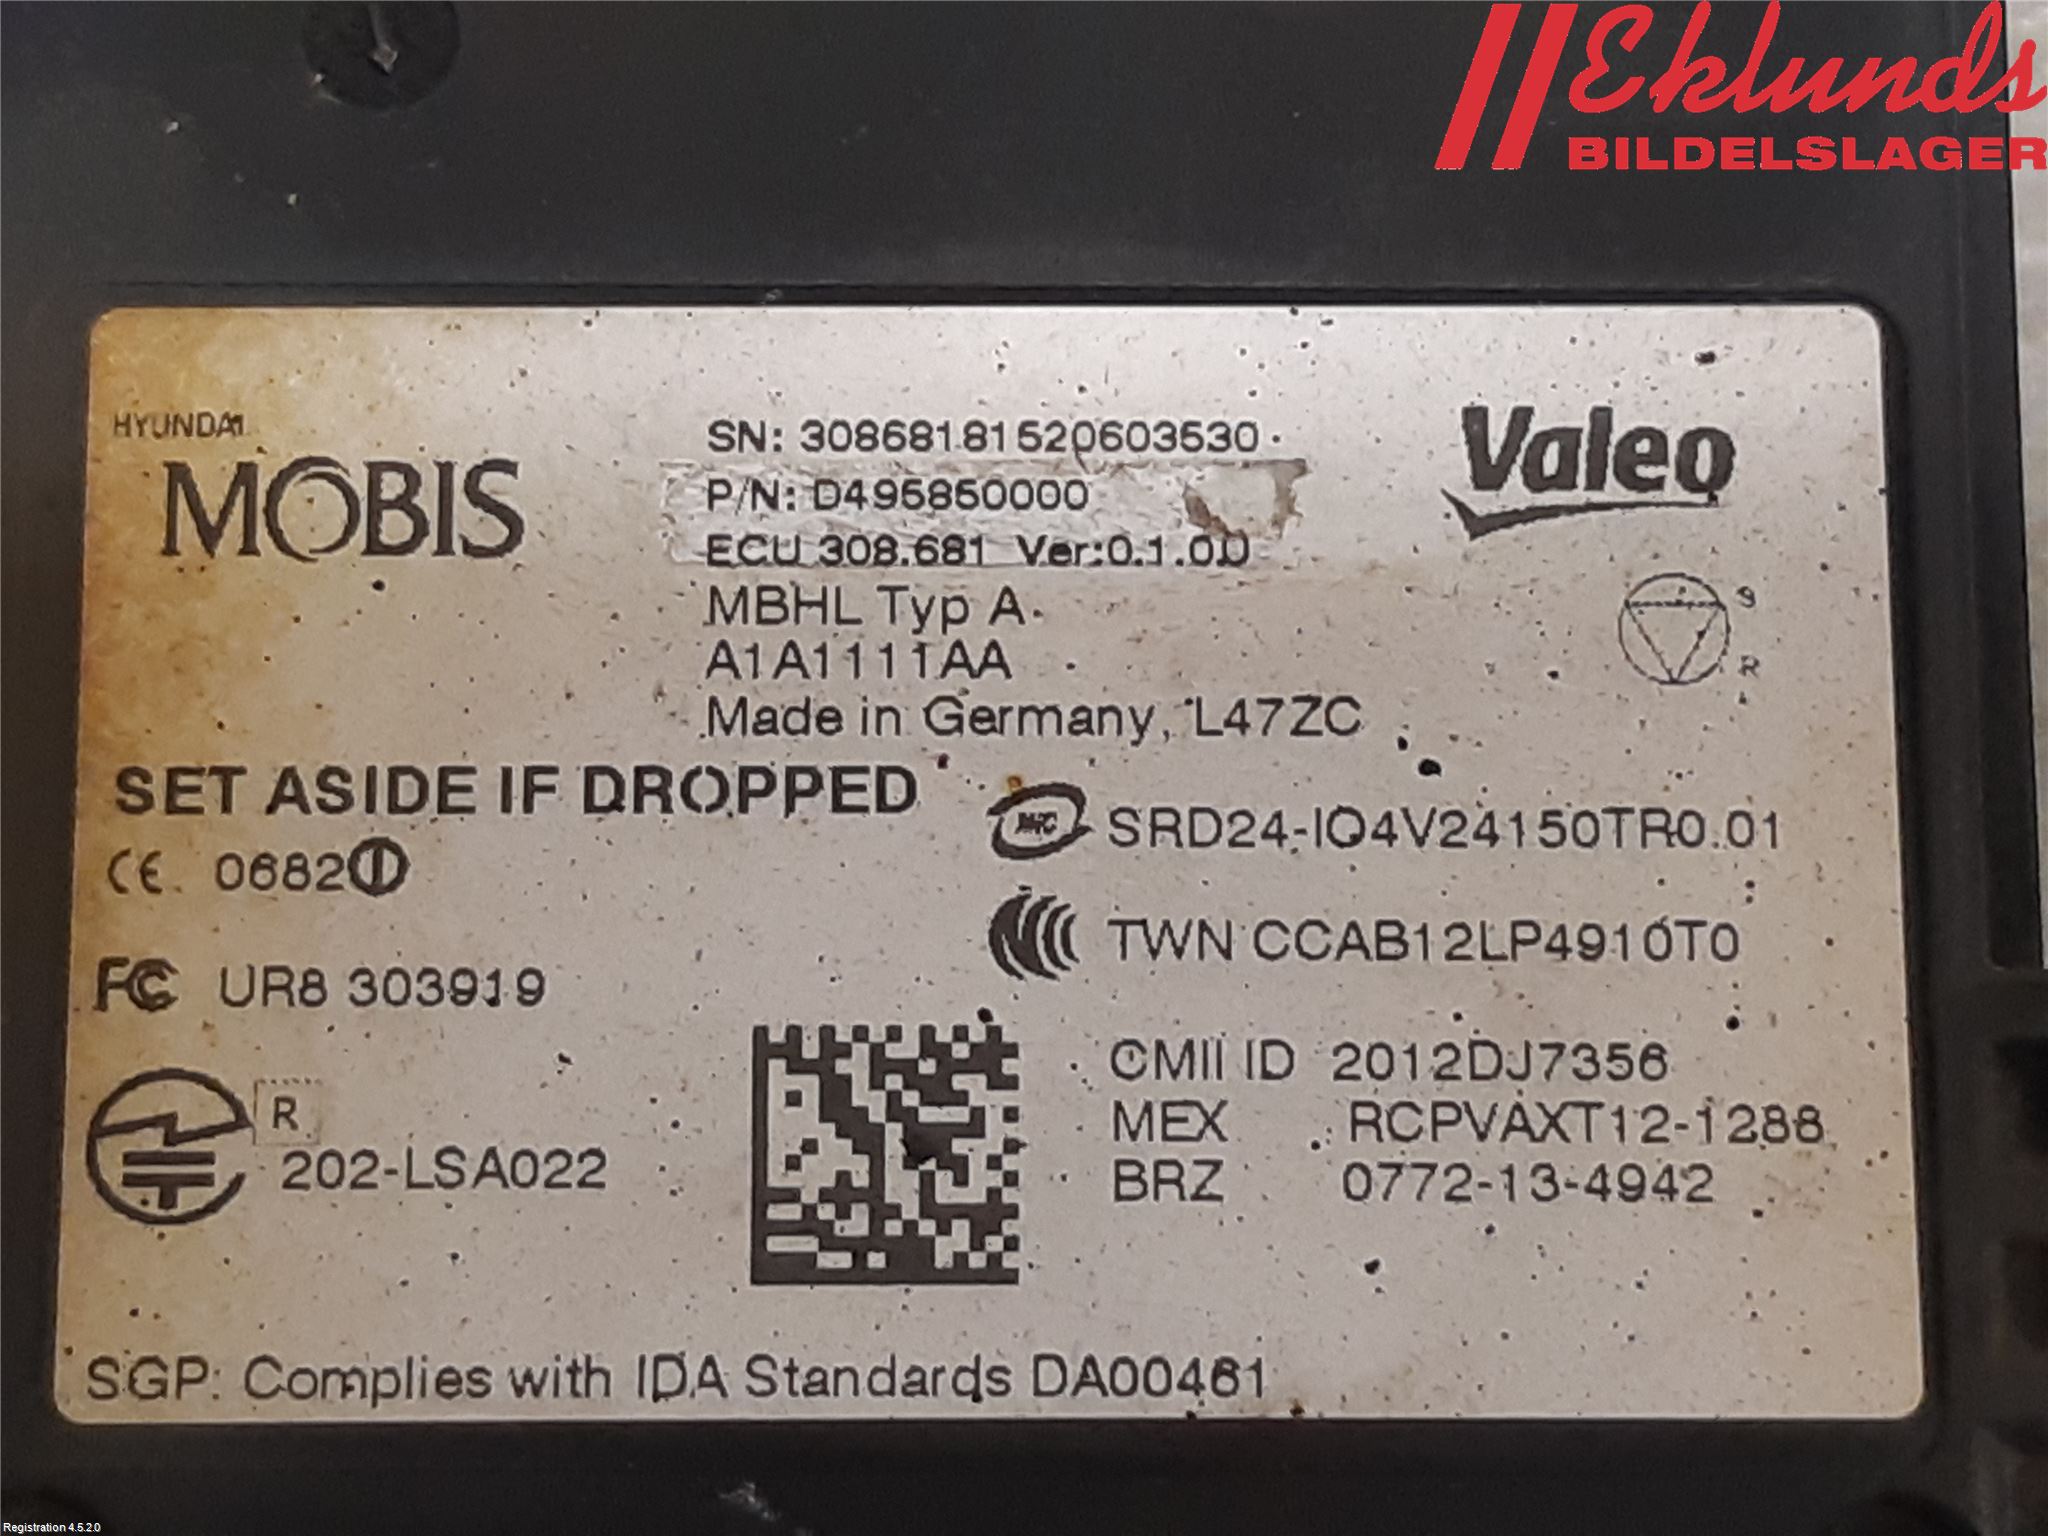 Eklunds
BILDELSLAGER
HYUNDAI
MOBIS
SN: 30868181520603530
P/N: D495850000
ECU 308.681 Ver:0.1.00
MBHL Typ A
A1A1111AA
Made in Germany, L47ZC
Valeo
S
R
SET ASIDE IF DROPPED
CE 0682
SRD24-IO4V24150TR0.01
TWN CCAB12LP4910T0
FC UR8 303919
CMII ID 2012DJ7356
MEX RCPVAXT12-1288
BRZ 0772-13-4942
R
202-LSA022
SGP: Complies with IDA Standards DA00461
Registration 4.5.2.0